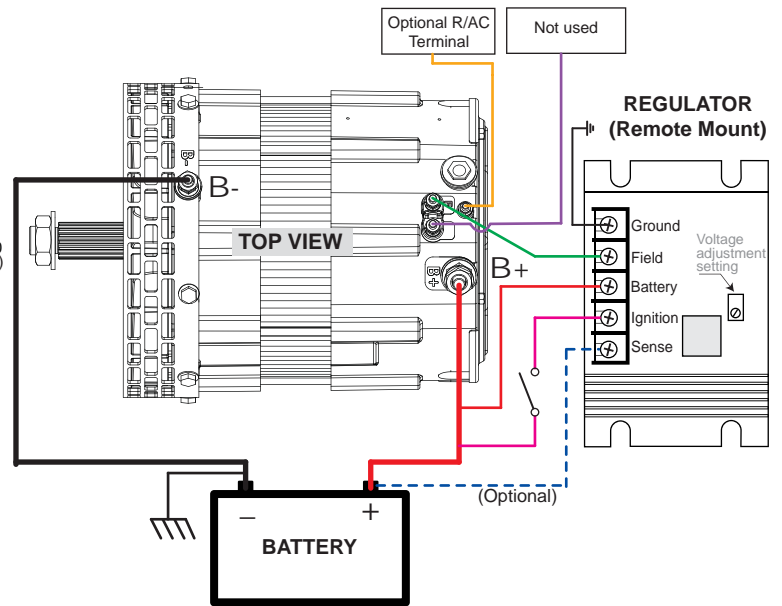 Optional R/AC
Terminal
Not used
REGULATOR
(Remote Mount)
B-
B-
TOP VIEW
B+
B+
Ground
Field
Battery
Ignition
Sense
Voltage
adjustment
setting
(Optional)
– +
BATTERY